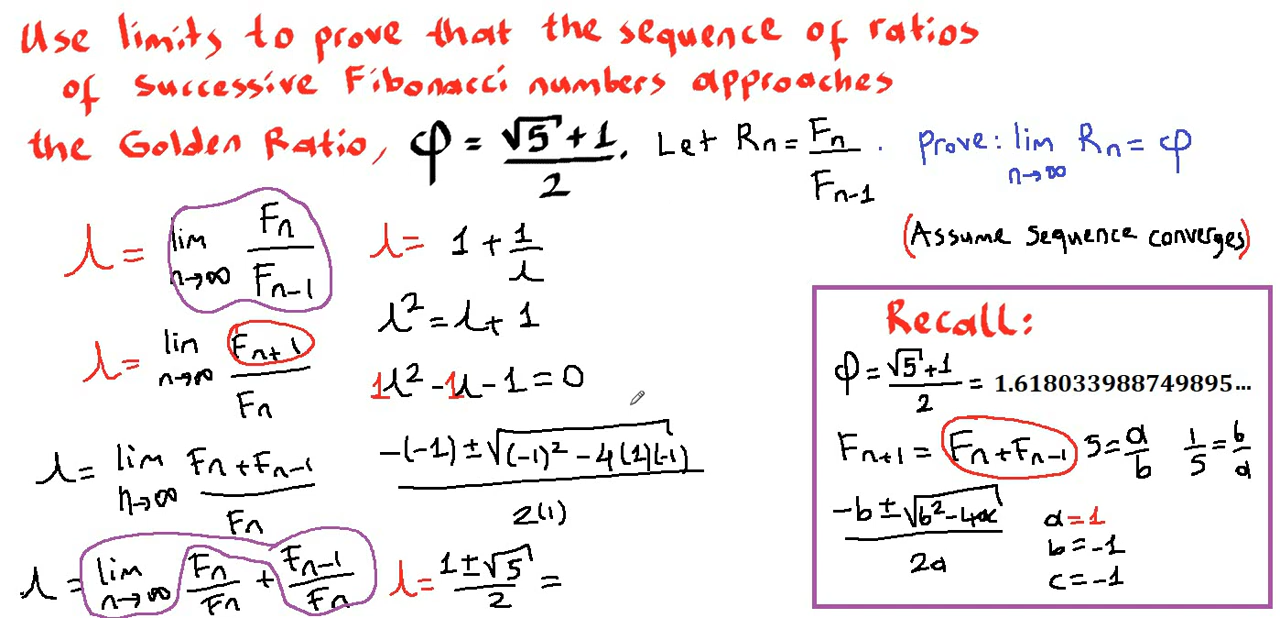 Use limits to prove that the sequence of ratios
of successive Fibonacci numbers approaches
the Golden Ratio, φ = (√5 + 1)/2. Let Rn = Fn/Fn-1. Prove: lim n→∞ Rn = φ
(Assume sequence converges)
λ = lim n→∞ Fn/Fn-1
λ = lim n→∞ Fn+1/Fn
λ = lim n→∞ (Fn + Fn-1)/Fn
λ = lim n→∞ Fn/Fn + Fn-1/Fn
λ = 1 + 1/λ
λ² = λ + 1
1λ² - 1λ - 1 = 0
(-(-1) ± √((-1)² - 4(1)(-1)))/2(1)
λ = (1 ± √5)/2 =
Recall:
φ = (√5 + 1)/2 = 1.618033988749895...
Fn+1 = Fn + Fn-1 5 = a/b 1/5 = b/a
(-b ± √(b² - 4ac))/2a
a = 1
b = -1
c = -1